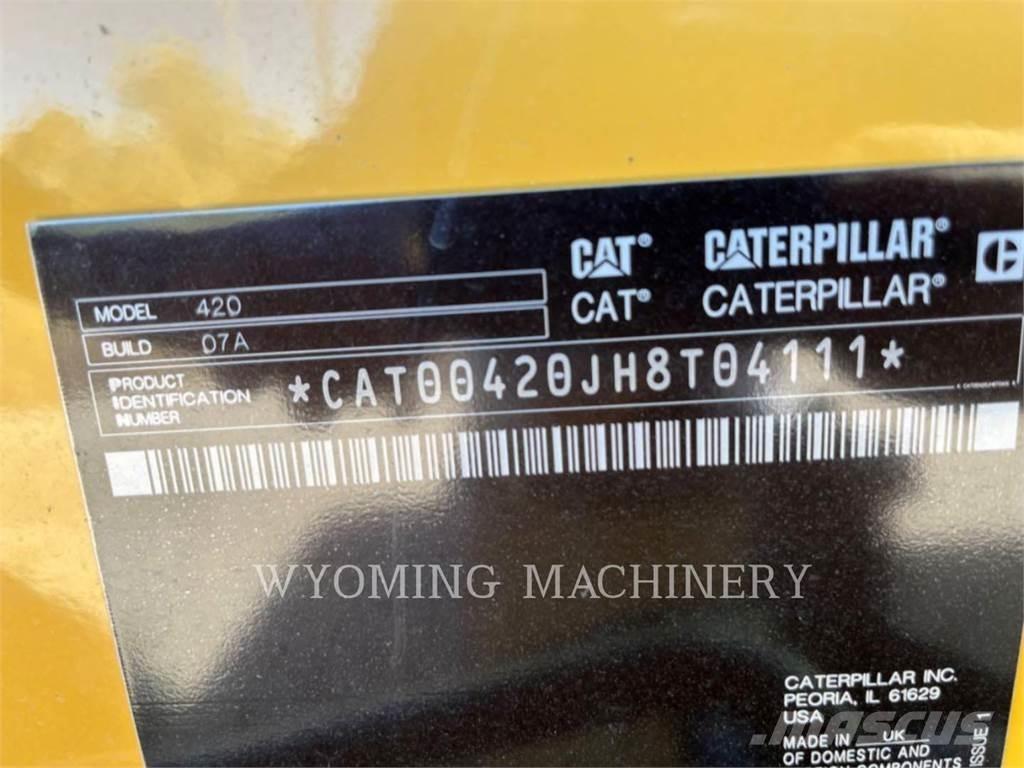 CAT® CATERPILLAR®
CAT® CATERPILLAR®
MODEL 420
BUILD 07A
PRODUCT
IDENTIFICATION
NUMBER
*CAT00420JH8T04111*
WYOMING MACHINERY
CATERPILLAR INC.
PEORIA, IL 61629
USA
MADE IN UK
OF DOMESTIC AND
COMPONENTS
ISSUE 1
MASCUS